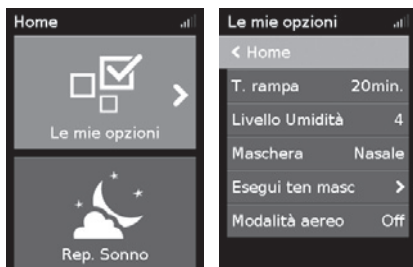 Home
Le mie opzioni
Rep. Sonno
Le mie opzioni
< Home
T. rampa 20min.
Livello Umidità 4
Maschera Nasale
Esegui ten masc >
Modalità aereo Off